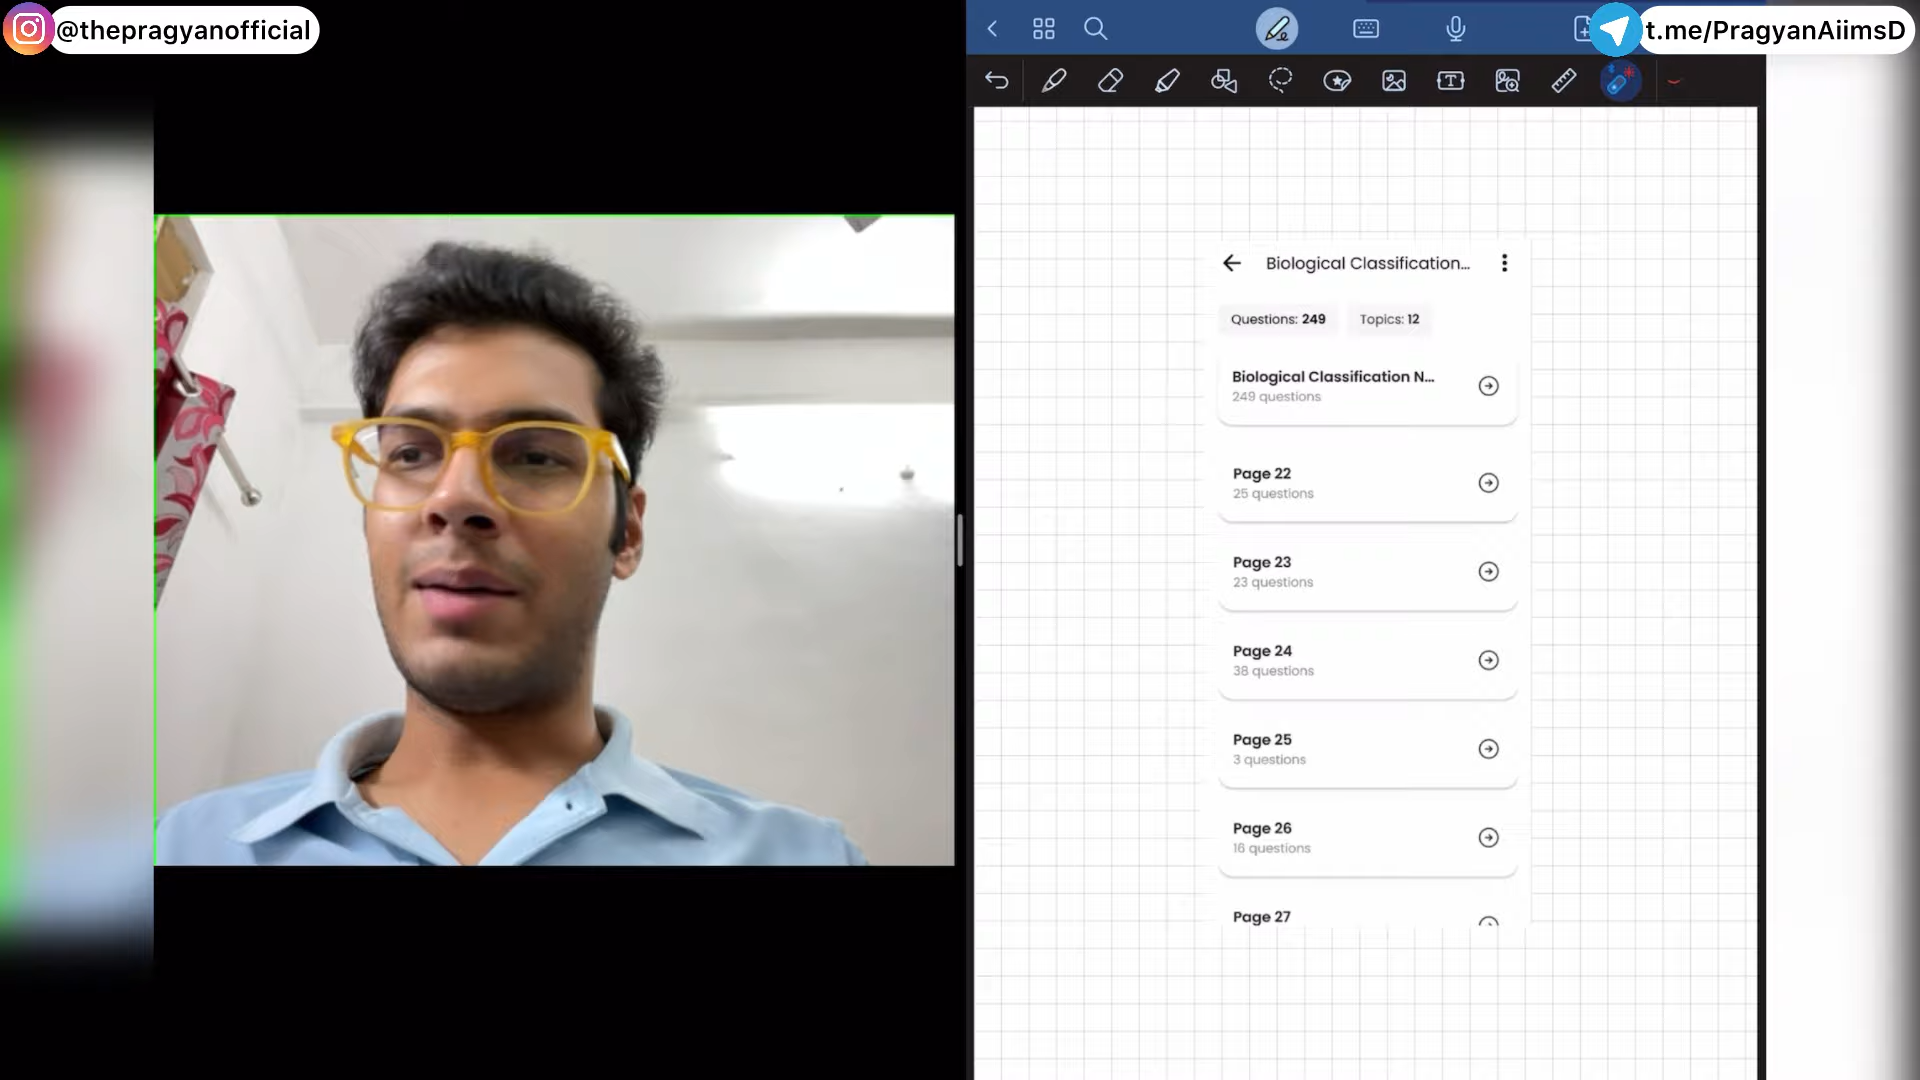 @thepragyanofficial
t.me/PragyanAiimsD
Biological Classification...
Questions: 249
Topics: 12
Biological Classification N...
249 questions
Page 22
25 questions
Page 23
23 questions
Page 24
38 questions
Page 25
3 questions
Page 26
16 questions
Page 27